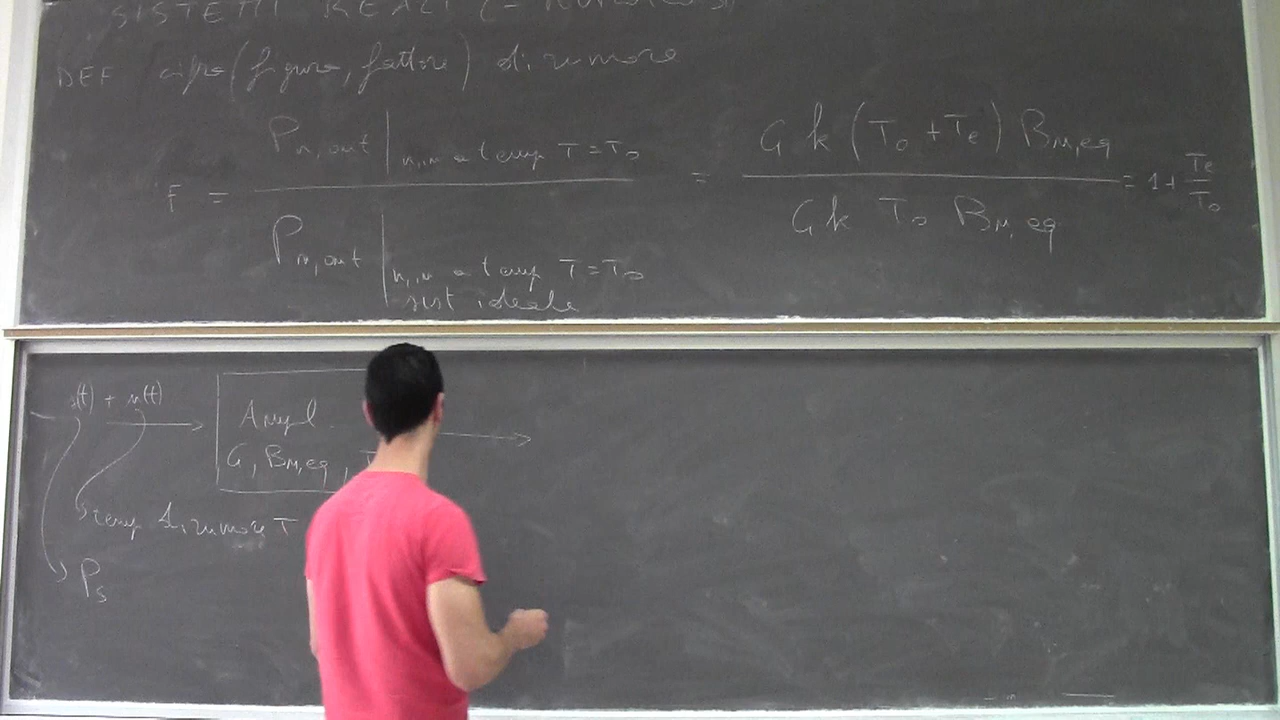 SISTEMI REALI (= RUMOROSI)
DEF cifra (figura, fattore) di rumore
F = P_n,out | n,in a temp T=T_0 / P_n,out | n,in a temp T=T_0 sist ideale = G k (T_0 + T_e) B_n,eq / G k T_0 B_n,eq = 1 + T_e / T_0
s(t) + n(t)
Ampl.
G, B_n,eq,
temp di rumore T
P_s